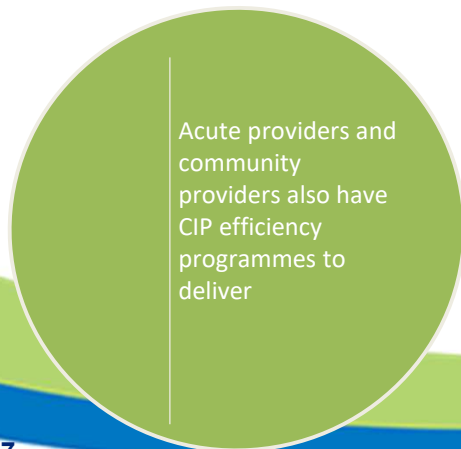 Acute providers and
community
providers also have
CIP efficiency
programmes to
deliver